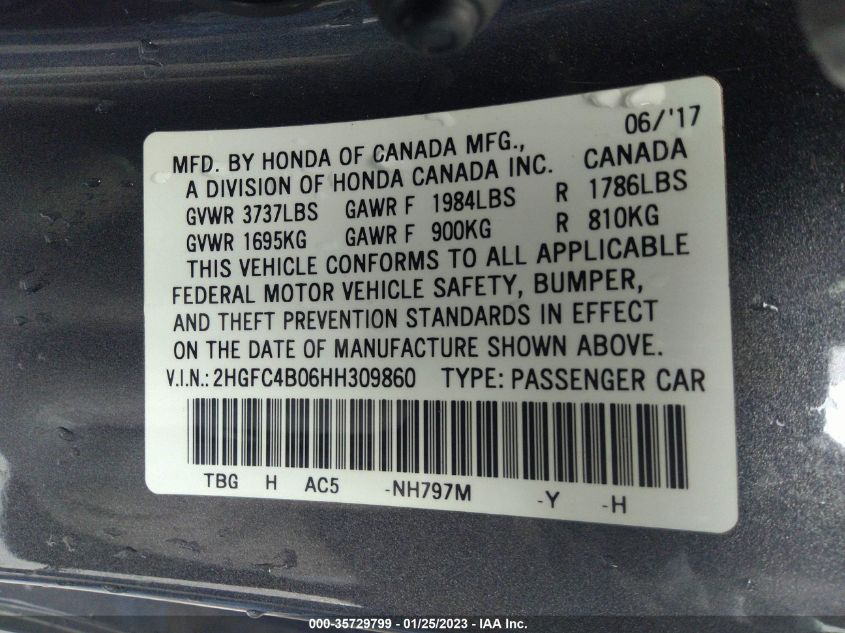 06/'17
MFD. BY HONDA OF CANADA MFG., CANADA
A DIVISION OF HONDA CANADA INC.
GVWR 3737LBS GAWR F 1984LBS R 1786LBS
GVWR 1695KG GAWR F 900KG R 810KG
THIS VEHICLE CONFORMS TO ALL APPLICABLE
FEDERAL MOTOR VEHICLE SAFETY, BUMPER,
AND THEFT PREVENTION STANDARDS IN EFFECT
ON THE DATE OF MANUFACTURE SHOWN ABOVE.
V.I.N.: 2HGFC4B06HH309860 TYPE: PASSENGER CAR
TBG H AC5 -NH797M -Y -H
000-35729799 - 01/25/2023 - IAA Inc.